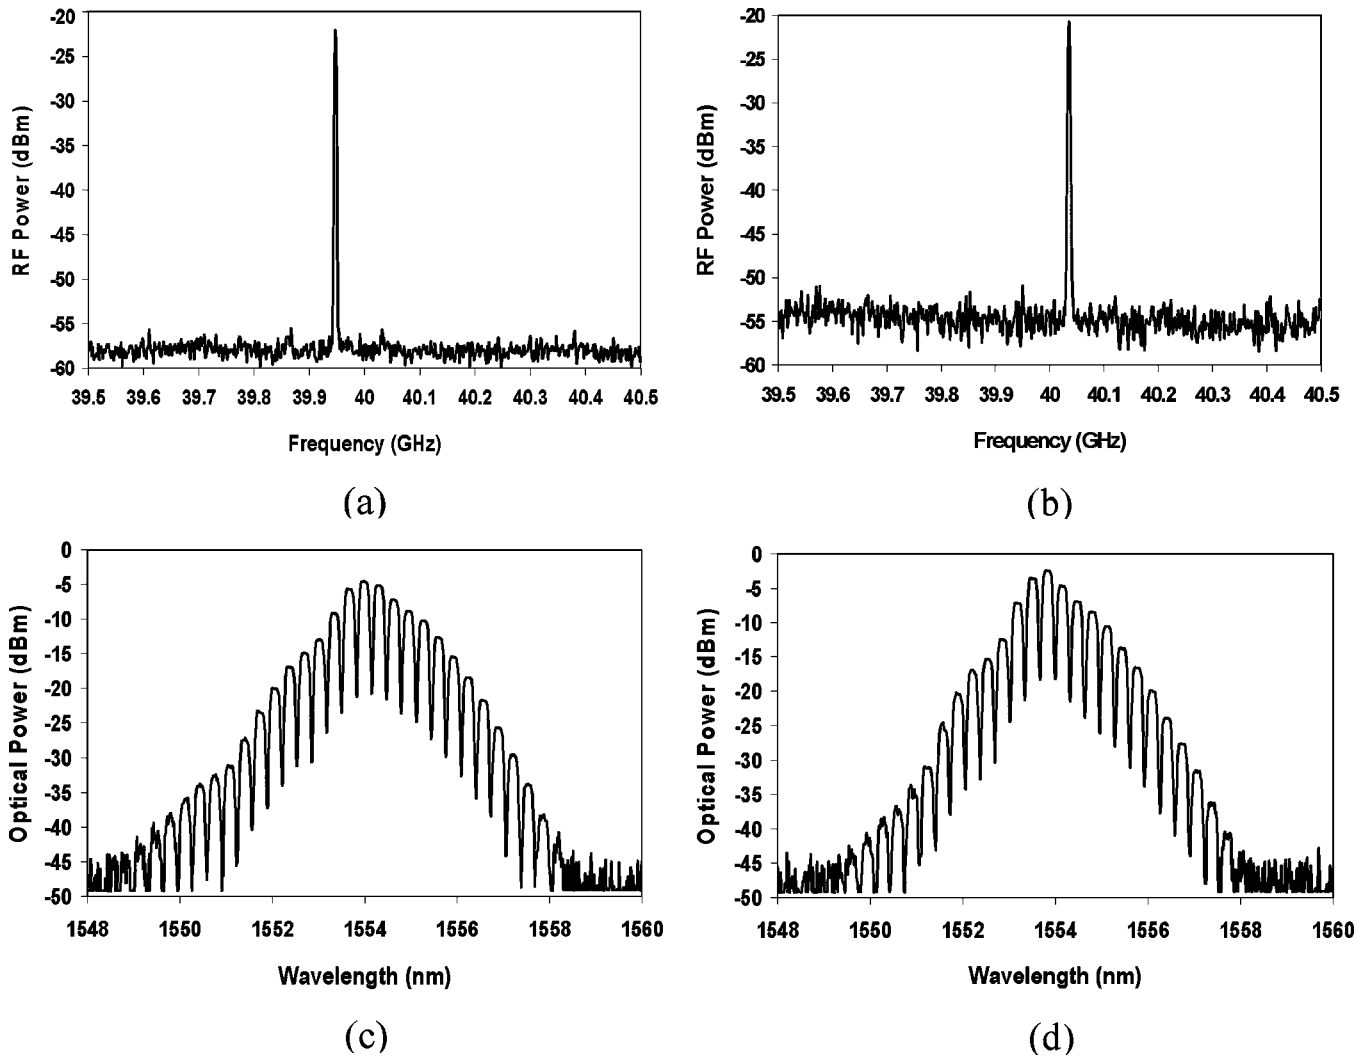 -20
-25
-30
-35
-40
-45
-50
-55
-60
RF Power (dBm)
39.5 39.6 39.7 39.8 39.9 40 40.1 40.2 40.3 40.4 40.5
Frequency (GHz)
(a)
-20
-25
-30
-35
-40
-45
-50
-55
-60
RF Power (dBm)
39.5 39.6 39.7 39.8 39.9 40 40.1 40.2 40.3 40.4 40.5
Frequency (GHz)
(b)
0
-5
-10
-15
-20
-25
-30
-35
-40
-45
-50
Optical Power (dBm)
1548 1550 1552 1554 1556 1558 1560
Wavelength (nm)
(c)
0
-5
-10
-15
-20
-25
-30
-35
-40
-45
-50
Optical Power (dBm)
1548 1550 1552 1554 1556 1558 1560
Wavelength (nm)
(d)